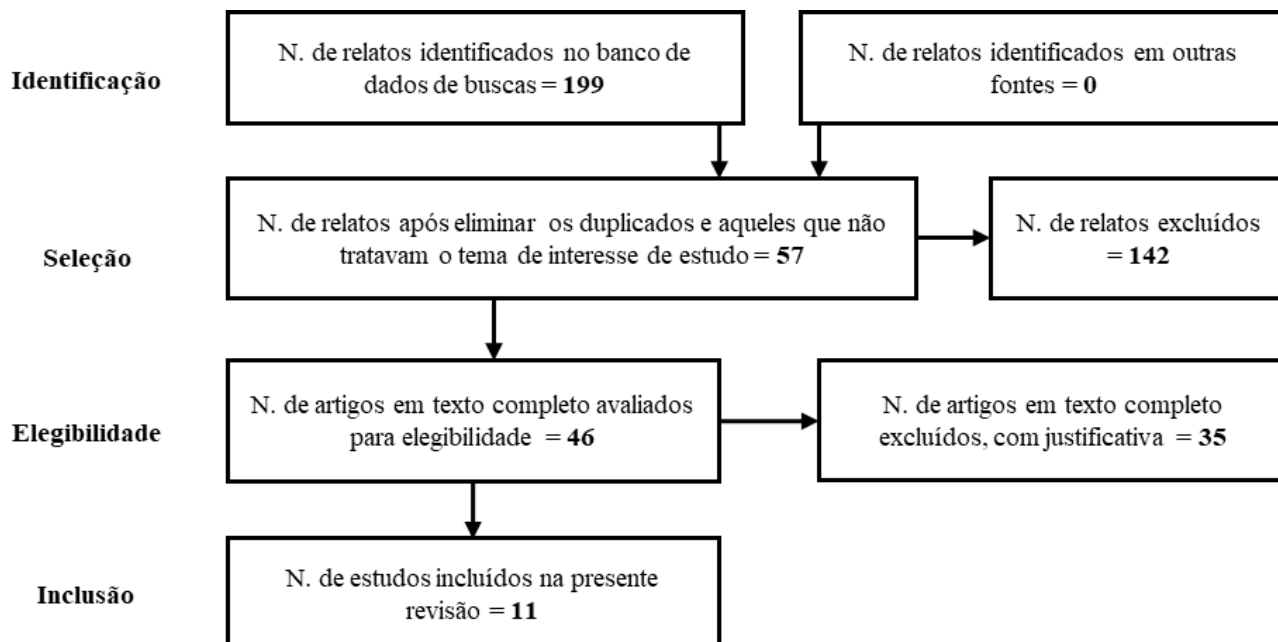 Identificação
N. de relatos identificados no banco de
dados de buscas = 199
N. de relatos identificados em outras
fontes = 0
Seleção
N. de relatos após eliminar os duplicados e aqueles que não
tratavam o tema de interesse de estudo = 57
N. de relatos excluídos
= 142
Elegibilidade
N. de artigos em texto completo avaliados
para elegibilidade = 46
N. de artigos em texto completo
excluídos, com justificativa = 35
Inclusão
N. de estudos incluídos na presente
revisão = 11